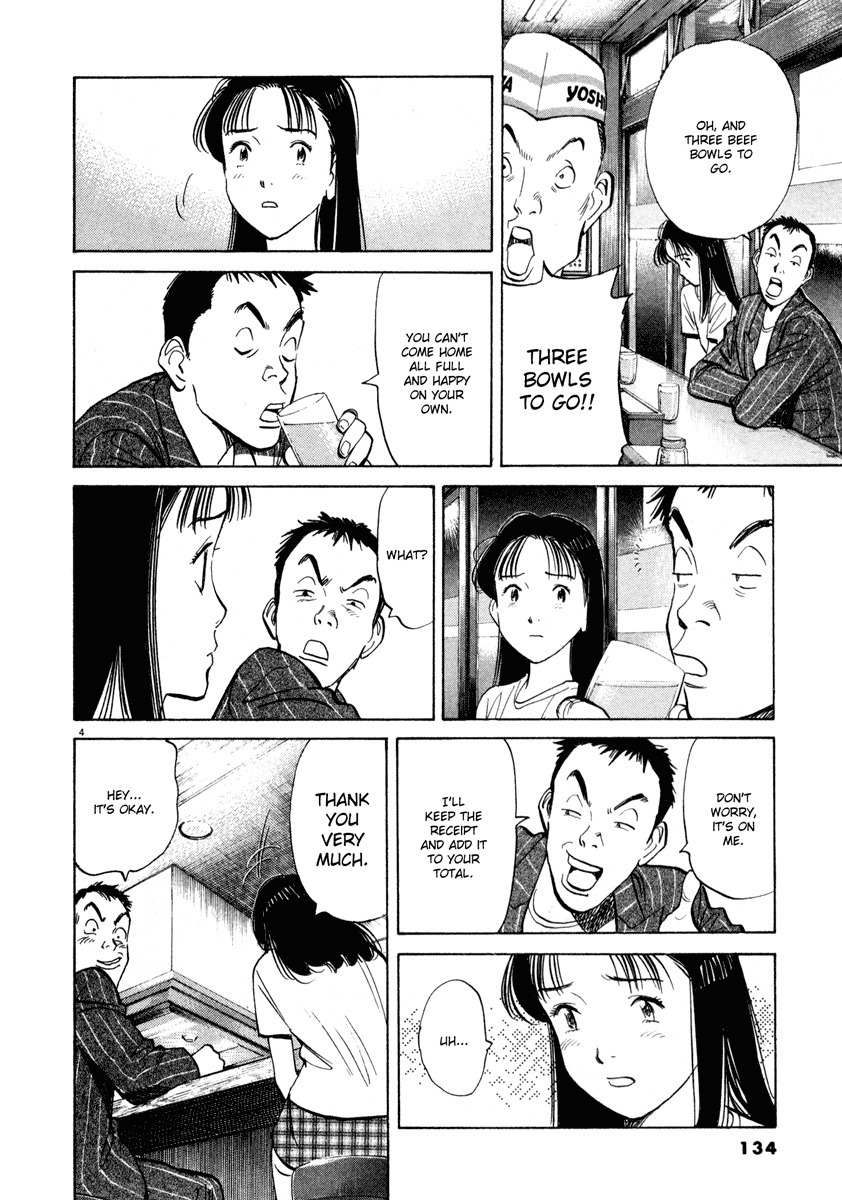 YA
YOSH
OH, AND
THREE BEEF
BOWLS TO
GO.
THREE
BOWLS
TO GO!!
YOU CAN'T
COME HOME
ALL FULL
AND HAPPY
ON YOUR
OWN.
WHAT?
4
DON'T
WORRY,
IT'S ON
ME.
I'LL
KEEP THE
RECEIPT
AND ADD IT
TO YOUR
TOTAL.
UH...
THANK
YOU
VERY
MUCH.
HEY...
IT'S OKAY.
134